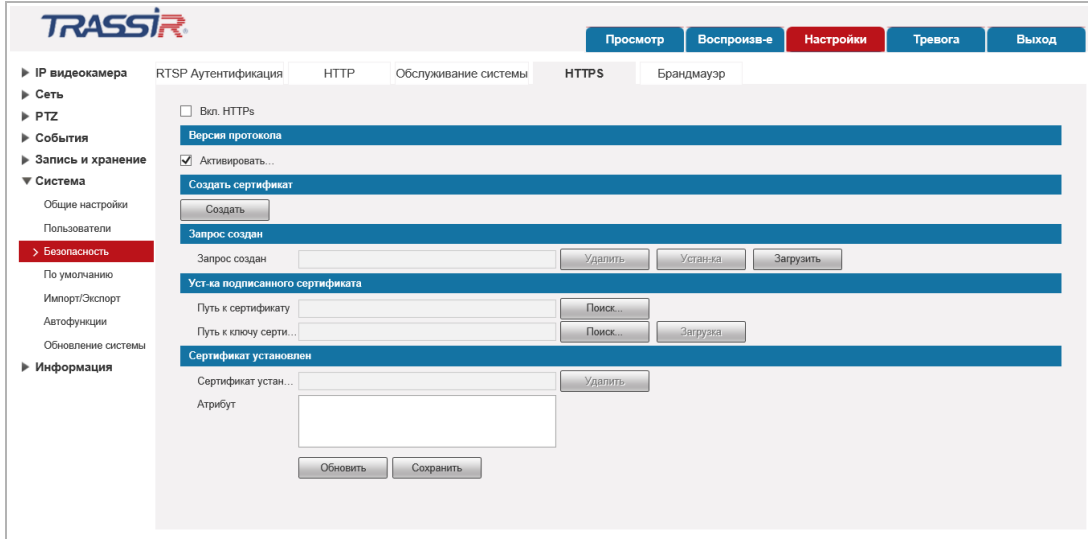 TRASSIR
Просмотр Воспроизв-е Настройки Тревога Выход
IP видеокамера
Сеть
PTZ
События
Запись и хранение
Система
Общие настройки
Пользователи
Безопасность
По умолчанию
Импорт/Экспорт
Автофункции
Обновление системы
Информация
RTSP Аутентификация HTTP Обслуживание системы HTTPS Брандмауэр
Вкл. HTTPs
Версия протокола
Активировать...
Создать сертификат
Создать
Запрос создан
Запрос создан Удалить Устан-ка Загрузить
Уст-ка подписанного сертификата
Путь к сертификату Поиск...
Путь к ключу серти... Поиск... Загрузка
Сертификат установлен
Сертификат устан... Удалить
Атрибут
Обновить Сохранить